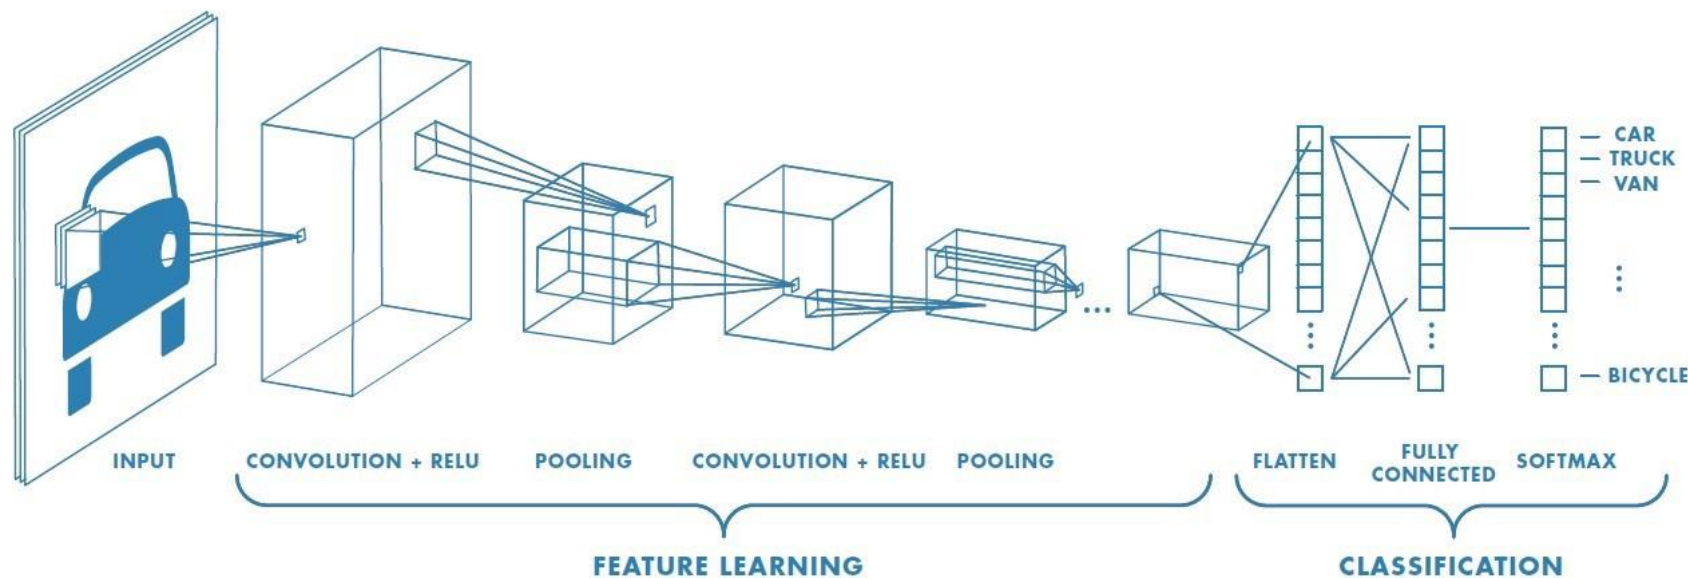 CAR
TRUCK
VAN
BICYCLE
INPUT
CONVOLUTION + RELU
POOLING
CONVOLUTION + RELU
POOLING
FLATTEN
FULLY
CONNECTED
SOFTMAX
FEATURE LEARNING
CLASSIFICATION